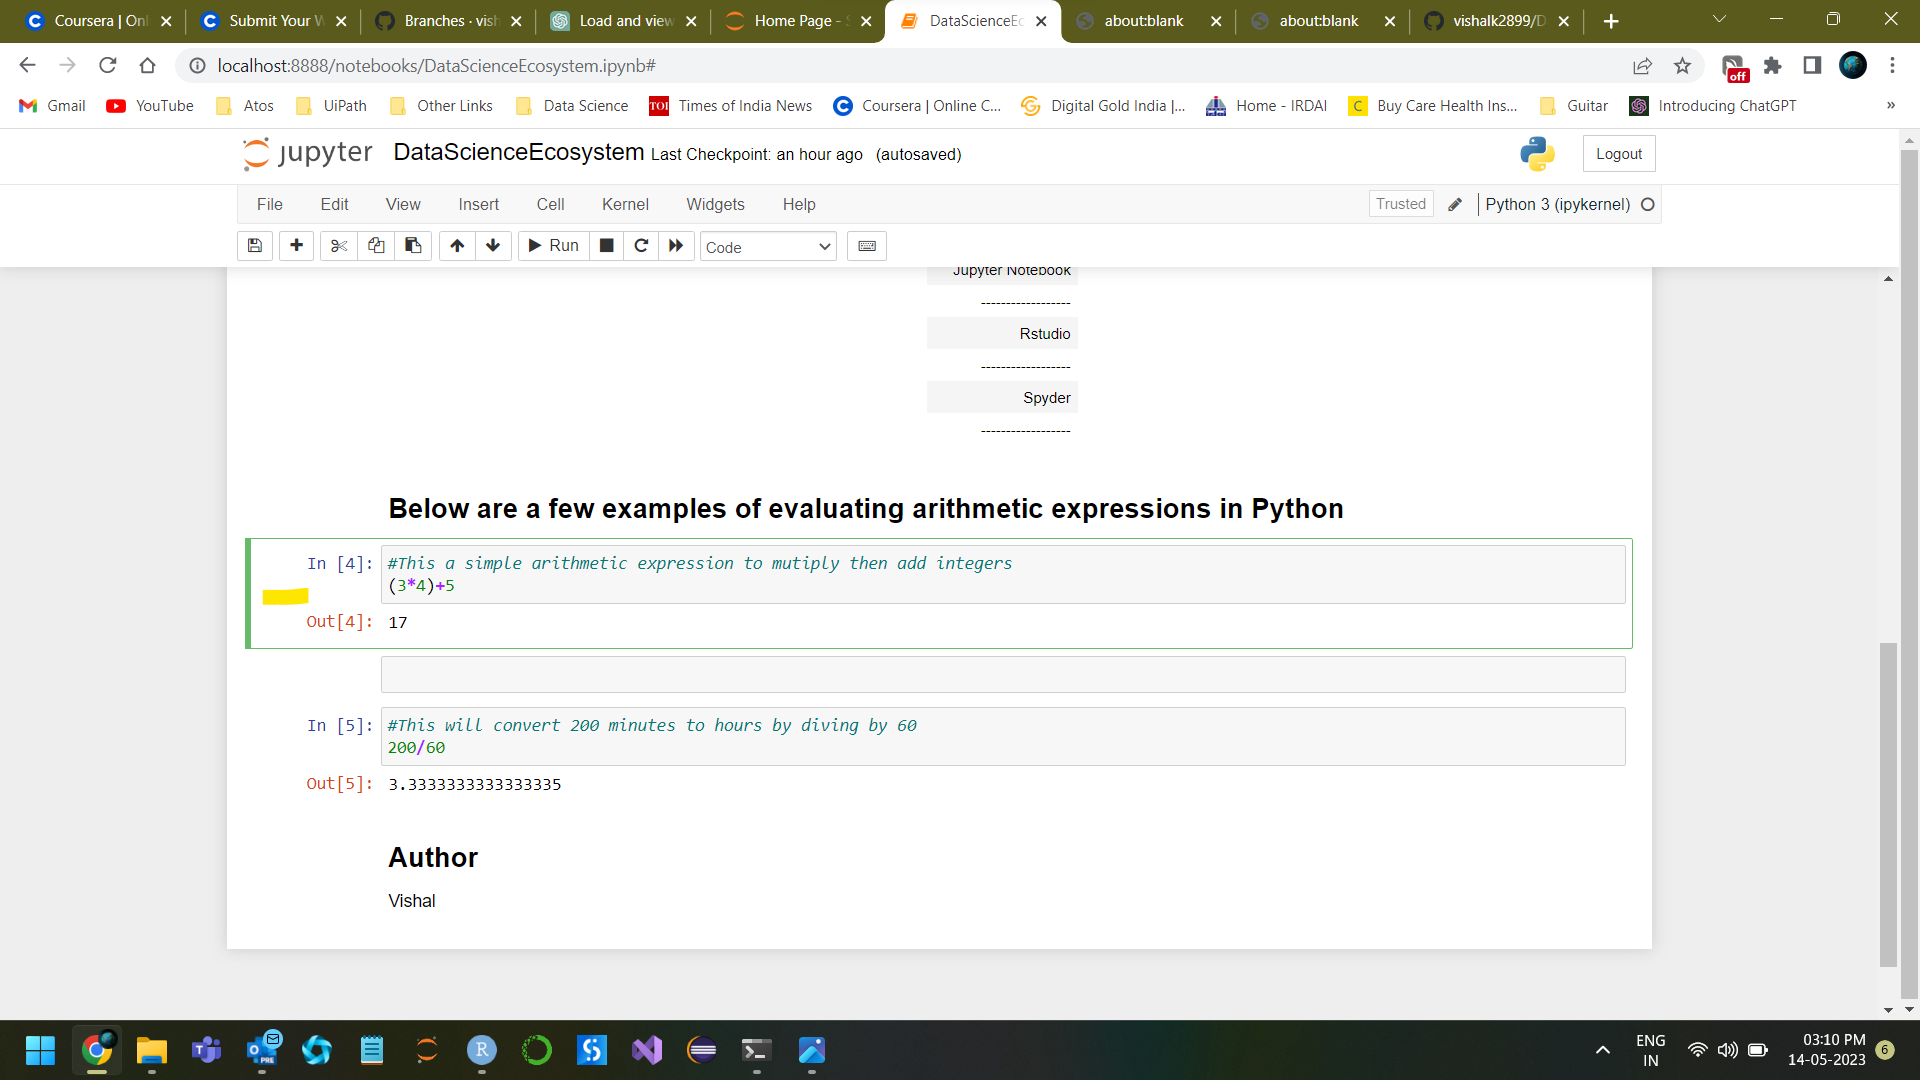 Coursera | Onl
Submit Your W
Branches · vish
Load and view
Home Page - S
DataScienceEc
about:blank
about:blank
vishalk2899/D
localhost:8888/notebooks/DataScienceEcosystem.ipynb#
off
Gmail
YouTube
Atos
UiPath
Other Links
Data Science
TOI
Times of India News
Coursera | Online C...
Digital Gold India |...
Home - IRDAI
C
Buy Care Health Ins...
Guitar
Introducing ChatGPT
»
jupyter
DataScienceEcosystem Last Checkpoint: an hour ago (autosaved)
Logout
File Edit View Insert Cell Kernel Widgets Help
Trusted
Python 3 (ipykernel)
Run
Code
Jupyter Notebook
------------------
Rstudio
------------------
Spyder
------------------
Below are a few examples of evaluating arithmetic expressions in Python
In [4]: #This a simple arithmetic expression to mutiply then add integers
(3*4)+5
Out[4]: 17
In [5]: #This will convert 200 minutes to hours by diving by 60
200/60
Out[5]: 3.3333333333333335
Author
Vishal
PRE
R
ENG
IN
03:10 PM
14-05-2023
6